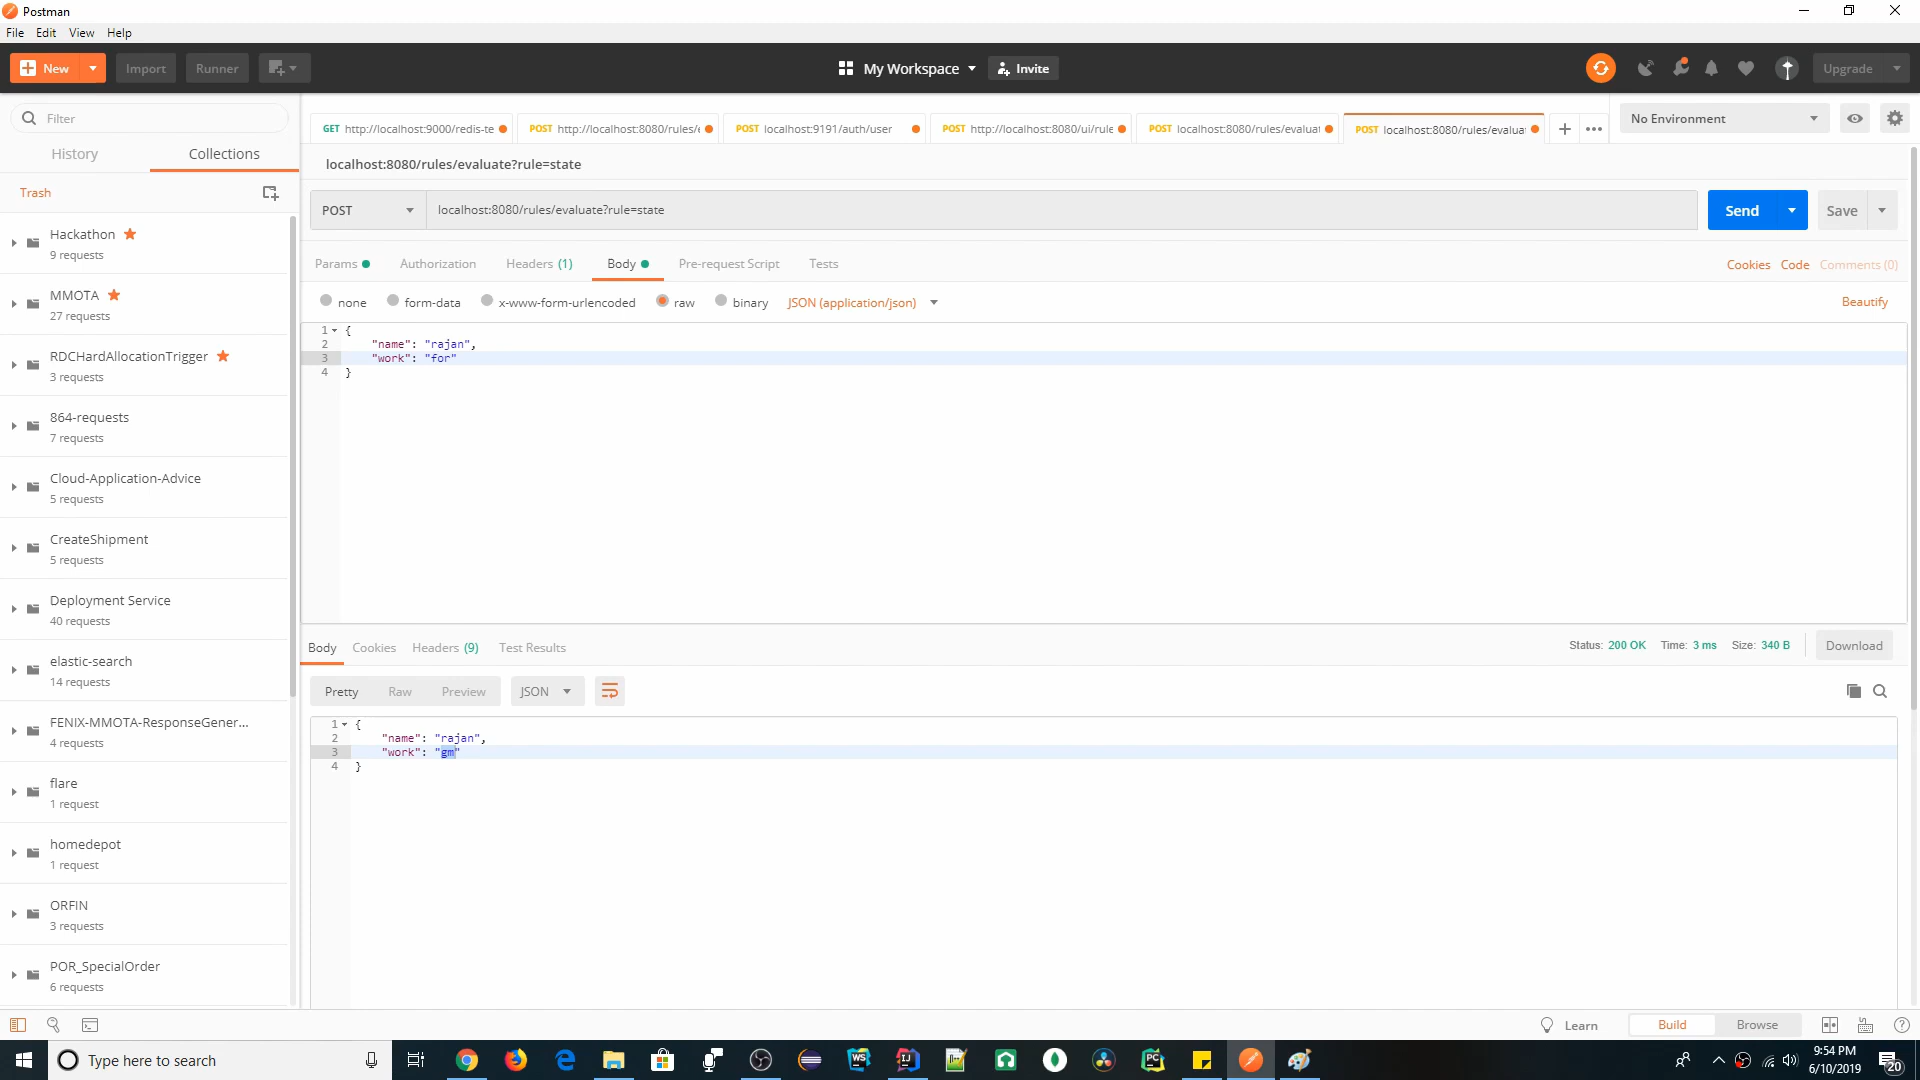 Postman
File Edit View Help
New Import Runner My Workspace Invite Upgrade
Filter
History Collections
Trash
Hackathon
9 requests
MMOTA
27 requests
RDCHardAllocationTrigger
3 requests
864-requests
7 requests
Cloud-Application-Advice
5 requests
CreateShipment
5 requests
Deployment Service
40 requests
elastic-search
14 requests
FENIX-MMOTA-ResponseGener...
4 requests
flare
1 request
homedepot
1 request
ORFIN
3 requests
POR_SpecialOrder
6 requests
GET http://localhost:9000/redis-te POST http://localhost:8080/rules/e POST localhost:9191/auth/user POST http://localhost:8080/ui/rule POST localhost:8080/rules/evaluat POST localhost:8080/rules/evalua
No Environment
localhost:8080/rules/evaluate?rule=state
POST localhost:8080/rules/evaluate?rule=state Send Save
Params Authorization Headers (1) Body Pre-request Script Tests Cookies Code Comments (0)
none form-data x-www-form-urlencoded raw binary JSON (application/json) Beautify
1 {
2 "name": "rajan",
3 "work": "for"
4 }
Body Cookies Headers (9) Test Results Status: 200 OK Time: 3 ms Size: 340 B Download
Pretty Raw Preview JSON
1 {
2 "name": "rajan",
3 "work": "gm"
4 }
Learn Build Browse
Type here to search
WS IJ PC
9:54 PM
6/10/2019
20